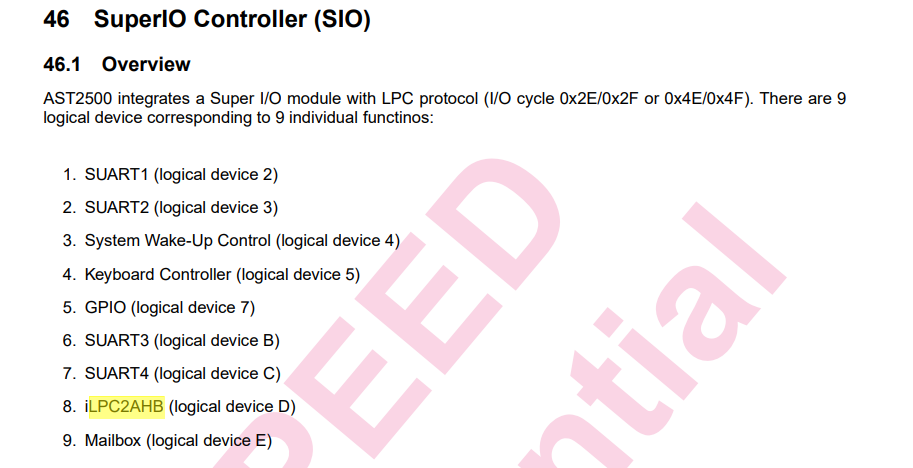 46 SuperIO Controller (SIO)
46.1 Overview
AST2500 integrates a Super I/O module with LPC protocol (I/O cycle 0x2E/0x2F or 0x4E/0x4F). There are 9
logical device corresponding to 9 individual functinos:
1. SUART1 (logical device 2)
2. SUART2 (logical device 3)
3. System Wake-Up Control (logical device 4)
4. Keyboard Controller (logical device 5)
5. GPIO (logical device 7)
6. SUART3 (logical device B)
7. SUART4 (logical device C)
8. iLPC2AHB (logical device D)
9. Mailbox (logical device E)
PEED
ntial